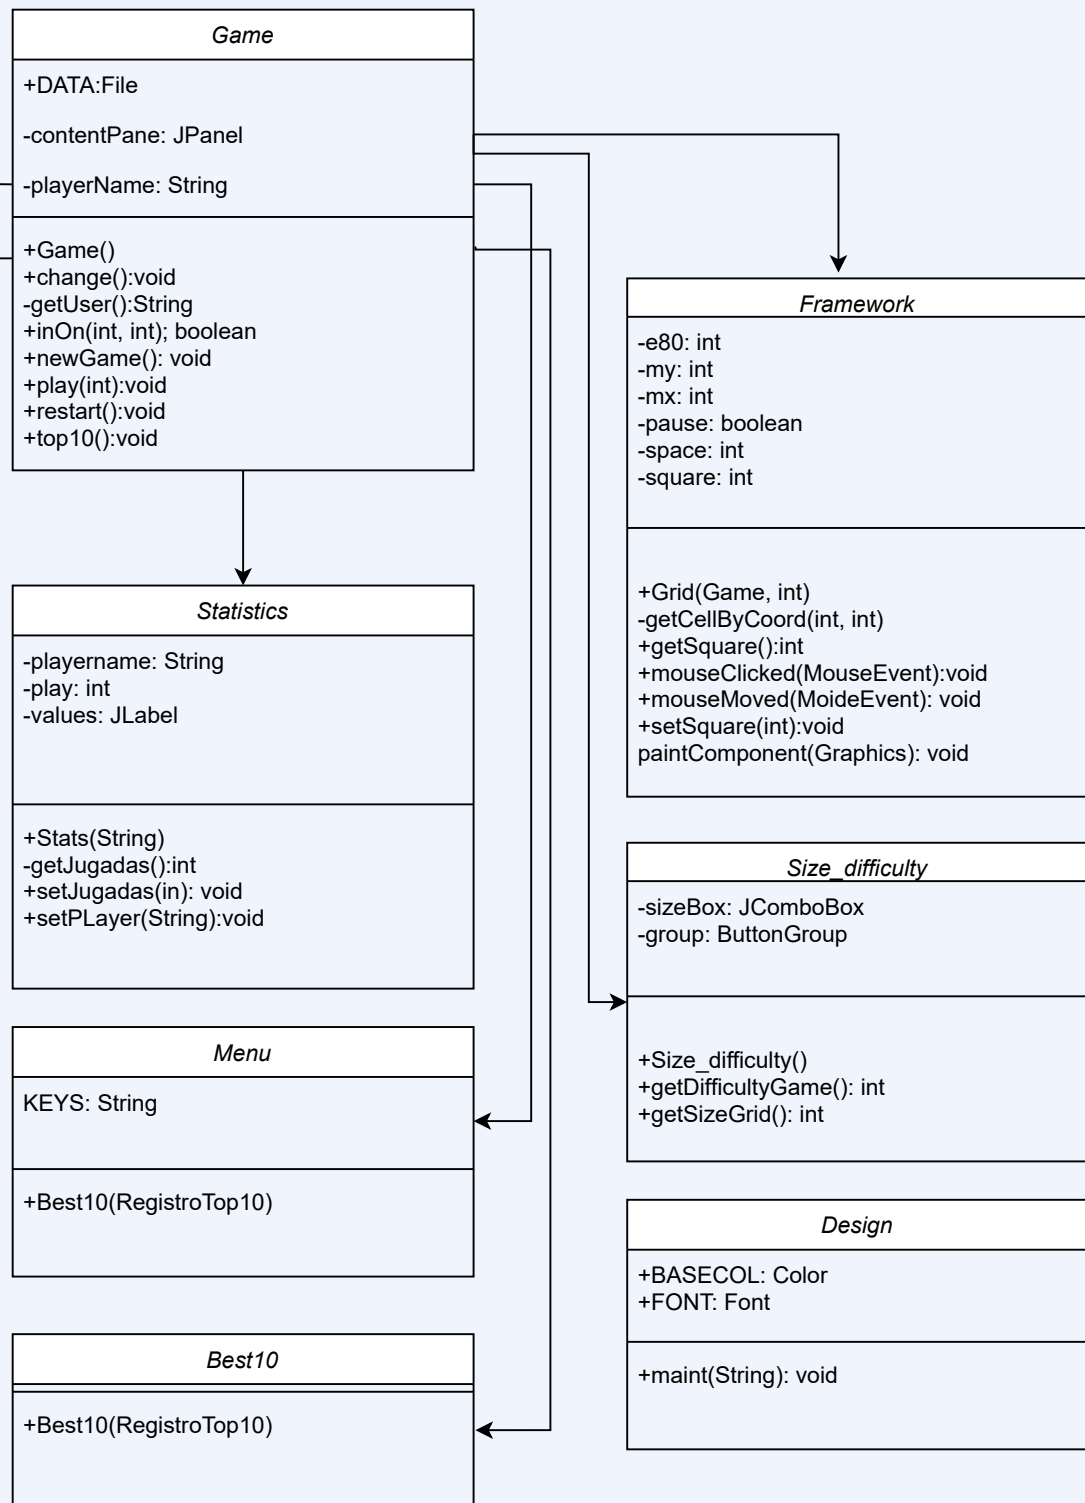 Game
+DATA:File
-contentPane: JPanel
-playerName: String
+Game()
+change():void
-getUser():String
+inOn(int, int); boolean
+newGame(): void
+play(int):void
+restart():void
+top10():void
Statistics
-playername: String
-play: int
-values: JLabel
+Stats(String)
-getJugadas():int
+setJugadas(in): void
+setPLayer(String):void
Menu
KEYS: String
+Best10(RegistroTop10)
Best10
+Best10(RegistroTop10)
Framework
-e80: int
-my: int
-mx: int
-pause: boolean
-space: int
-square: int
+Grid(Game, int)
-getCellByCoord(int, int)
+getSquare():int
+mouseClicked(MouseEvent):void
+mouseMoved(MoideEvent): void
+setSquare(int):void
paintComponent(Graphics): void
Size_difficulty
-sizeBox: JComboBox
-group: ButtonGroup
+Size_difficulty()
+getDifficultyGame(): int
+getSizeGrid(): int
Design
+BASECOL: Color
+FONT: Font
+maint(String): void